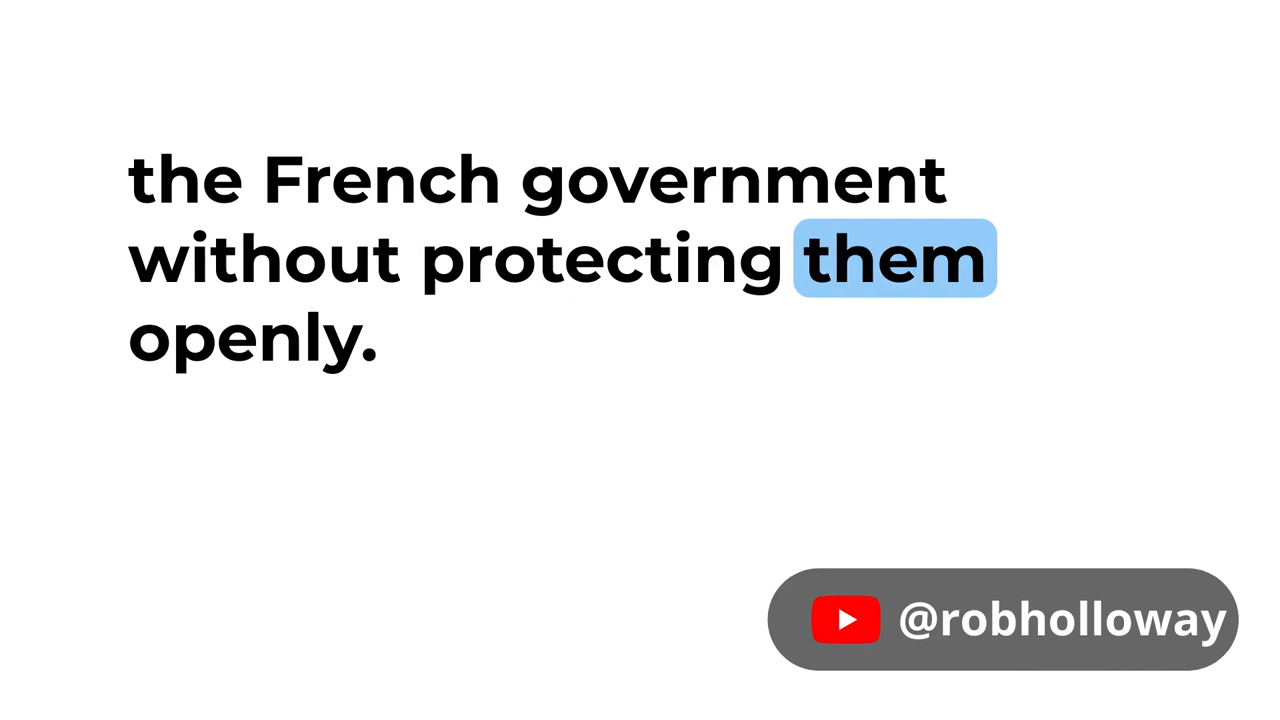 the French government
without protecting them
openly.
@robholloway